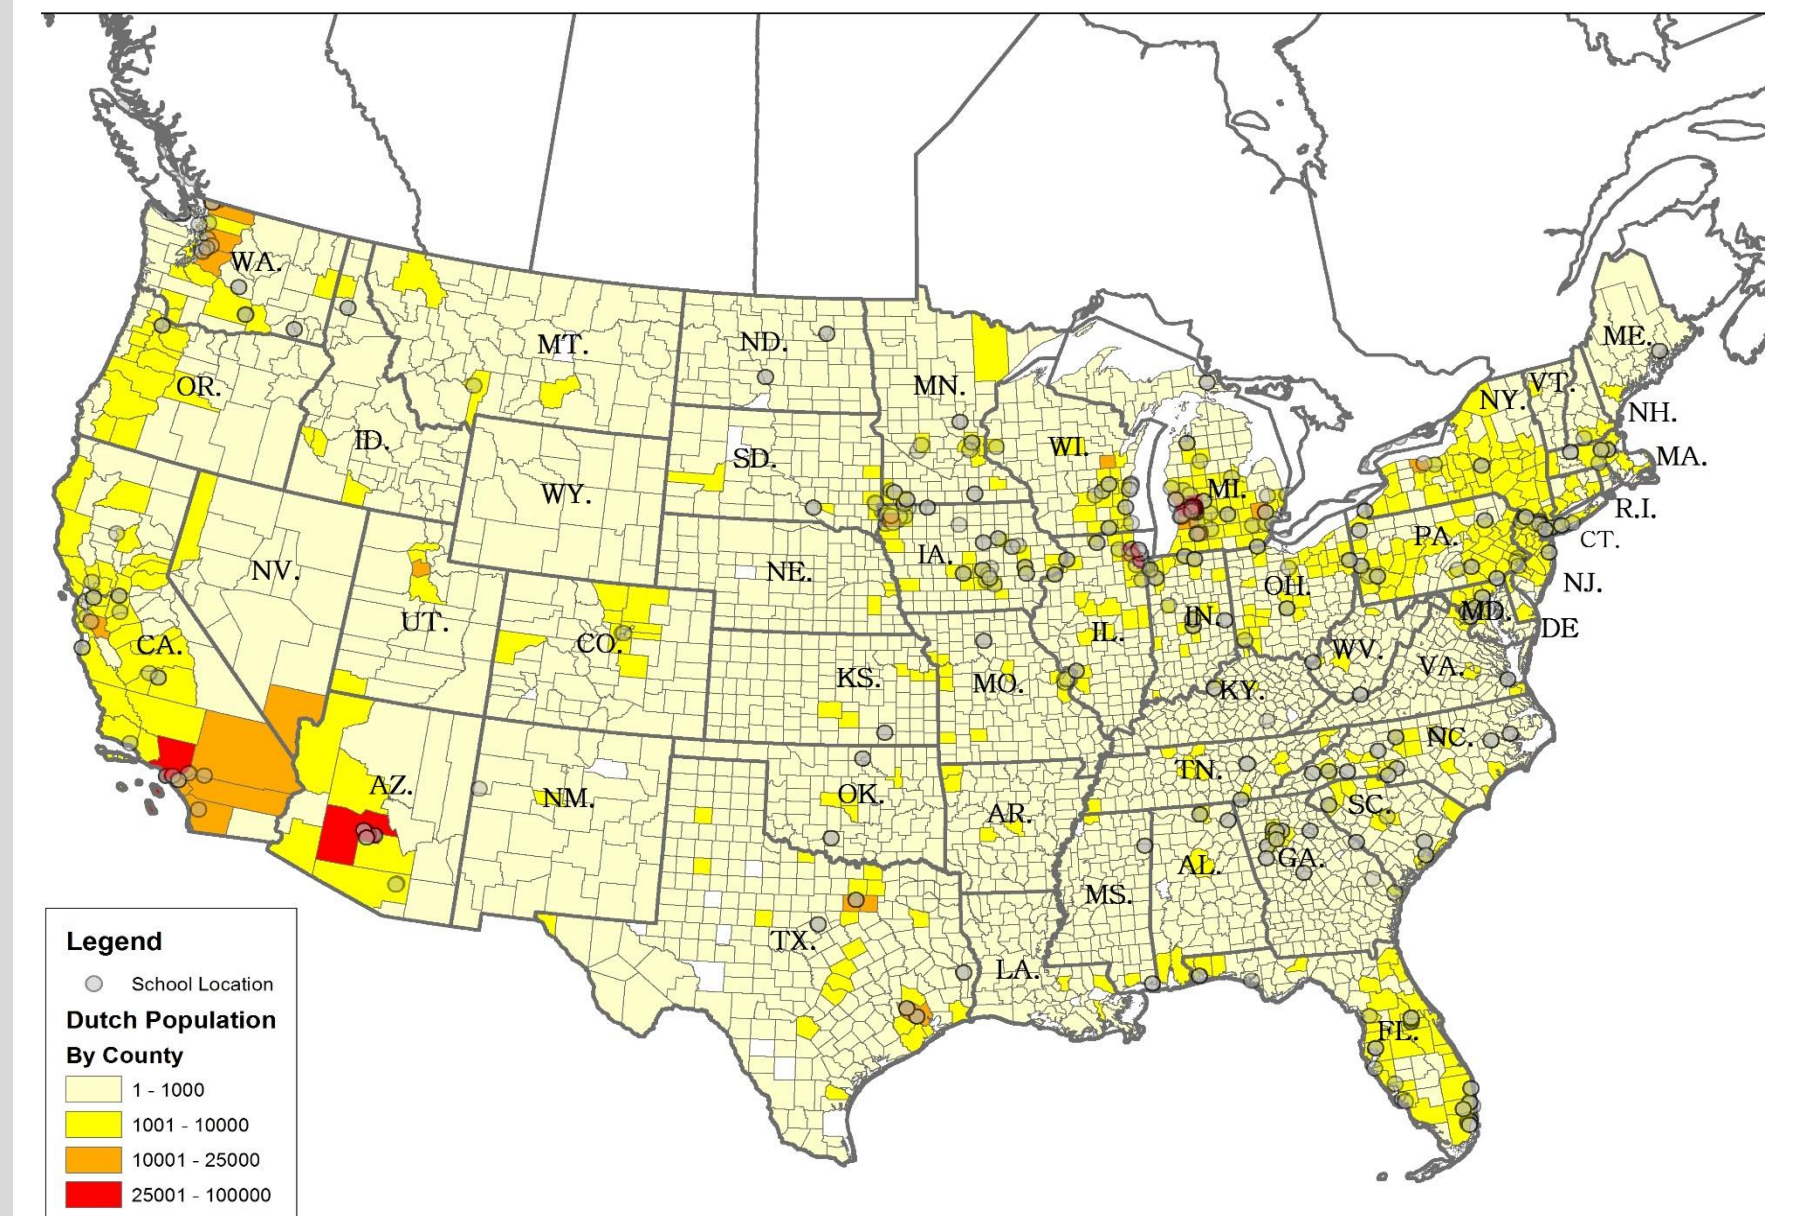 WA.
OR.
MT.
ID.
WY.
ND.
SD.
MN.
WI.
MI.
NE.
IA.
NV.
UT.
CO.
CA.
KS.
MO.
IL.
IN.
OH.
PA.
NY.
VT.
ME.
NH.
MA.
R.I.
CT.
NJ.
MD.
DE
WV.
VA.
KY.
TN.
NC.
SC.
AZ.
NM.
OK.
AR.
TX.
LA.
MS.
AL.
GA.
FL.
Legend
School Location
Dutch Population
By County
1 - 1000
1001 - 10000
10001 - 25000
25001 - 100000